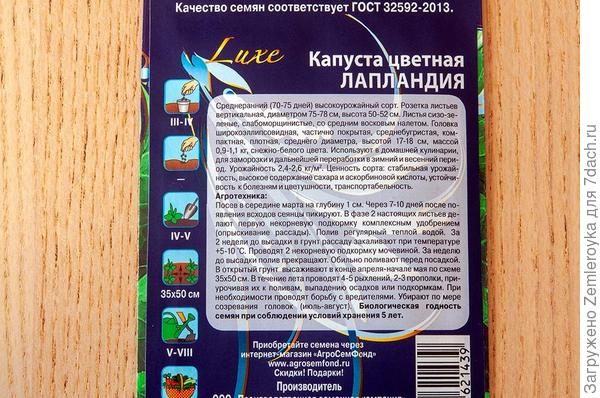 Качество семян соответствует ГОСТ 32592-2013.
Luxe
Капуста цветная
ЛАПЛАНДИЯ
III-IV
—
IV-V
35х50 см
V-VIII
Среднеранний (70-75 дней) высокоурожайный сорт. Розетка листьев
вертикальная, диаметром 75-78 см, высота 50-52 см. Листья сизо-зе-
леные, слабоморщинистые, со средним восковым налетом. Головка
широкоэллипсовидная, частично покрытая, среднебугристая, ком-
пактная, плотная, среднего диаметра, высотой 17-18 см, массой
0,9-1,1 кг, снежно-белого цвета. Используют в домашней кулинарии,
для заморозки и дальнейшей переработки в зимний и весенний пери-
од. Урожайность 2,4-2,6 кг/м². Ценность сорта: стабильная урожай-
ность, высокое содержание сахара и аскорбиновой кислоты, устойчивость
к болезням и цветушности, транспортабельность.
Агротехника:
Посев в середине марта на глубину 1 см. Через 7-10 дней после по-
явления всходов сеянцы пикируют. В фазе 2 настоящих листьев де-
лают первую некорневую подкормку комплексным удобрением
(опрыскивание рассады). Полив регулярный теплой водой. За
2 недели до высадки в грунт рассаду закаливают при температуре
+5-10 °С. Проводят 2 некорневую подкормку мочевиной. За неделю
до высадки полив прекращают. Обильно поливают перед посадкой.
В открытый грунт высаживают в конце апреля-начале мая по схеме
35х50 см. В течение лета проводят 4-5 рыхлений, 2-3 прополки, при-
урочивая их к поливам, выпадению осадков или подкормкам. При
необходимости проводят борьбу с вредителями. Убирают по мере
созревания головок (июль-август). Биологическая годность
семян при соблюдении условий хранения 5 лет.
Приобретайте семена через
интернет-магазин «АгроСемФонд»
www.agrosemfond.ru
Скидки! Подарки!
Производитель
621439
Загружено Zemleroyka для 7dach.ru